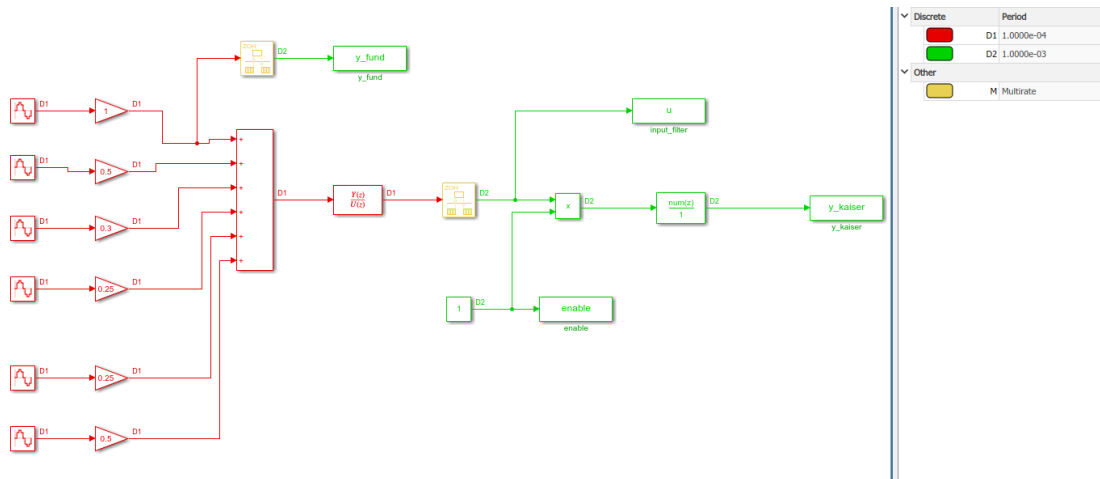 D1
1
D1
D1
0.5
D1
D1
0.3
D1
D1
0.25
D1
D1
0.25
D1
D1
0.5
D1
ZOH
D2
y_fund
y_fund
+
+
+
+
+
+
D1
Y(z)
U(z)
D1
ZOH
D2
u
input_filter
x
D2
num(z)
1
D2
y_kaiser
y_kaiser
1
D2
enable
enable
Discrete Period
D1 1.0000e-04
D2 1.0000e-03
Other
M Multirate